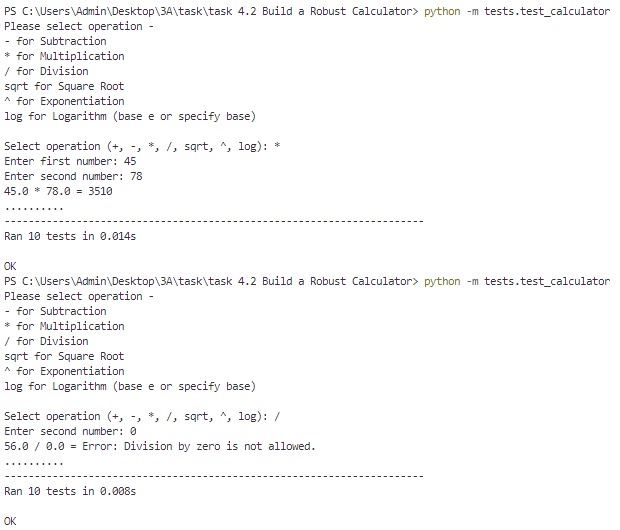 PS C:\Users\Admin\Desktop\3A\task\task 4.2 Build a Robust Calculator> python -m tests.test_calculator
Please select operation -
- for Subtraction
* for Multiplication
/ for Division
sqrt for Square Root
^ for Exponentiation
log for Logarithm (base e or specify base)
Select operation (+, -, *, /, sqrt, ^, log): *
Enter first number: 45
Enter second number: 78
45.0 * 78.0 = 3510
..........
----------------------------------------------------------------------
Ran 10 tests in 0.014s
OK
PS C:\Users\Admin\Desktop\3A\task\task 4.2 Build a Robust Calculator> python -m tests.test_calculator
Please select operation -
- for Subtraction
* for Multiplication
/ for Division
sqrt for Square Root
^ for Exponentiation
log for Logarithm (base e or specify base)
Select operation (+, -, *, /, sqrt, ^, log): /
Enter second number: 0
56.0 / 0.0 = Error: Division by zero is not allowed.
..........
----------------------------------------------------------------------
Ran 10 tests in 0.008s
OK